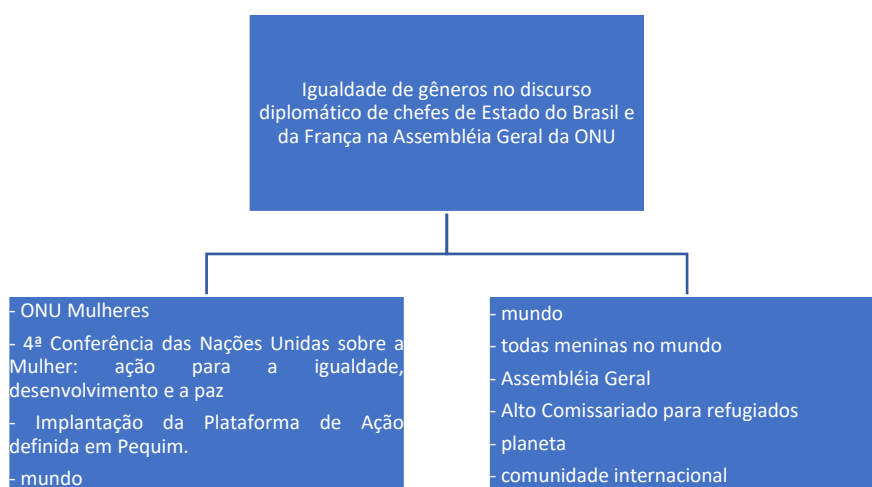 Igualdade de gêneros no discurso
diplomático de chefes de Estado do Brasil e
da França na Assembléia Geral da ONU
- ONU Mulheres
- 4ª Conferência das Nações Unidas sobre a
Mulher: ação para a igualdade,
desenvolvimento e a paz
- Implantação da Plataforma de Ação
definida em Pequim.
- mundo
- mundo
- todas meninas no mundo
- Assembléia Geral
- Alto Comissariado para refugiados
- planeta
- comunidade internacional